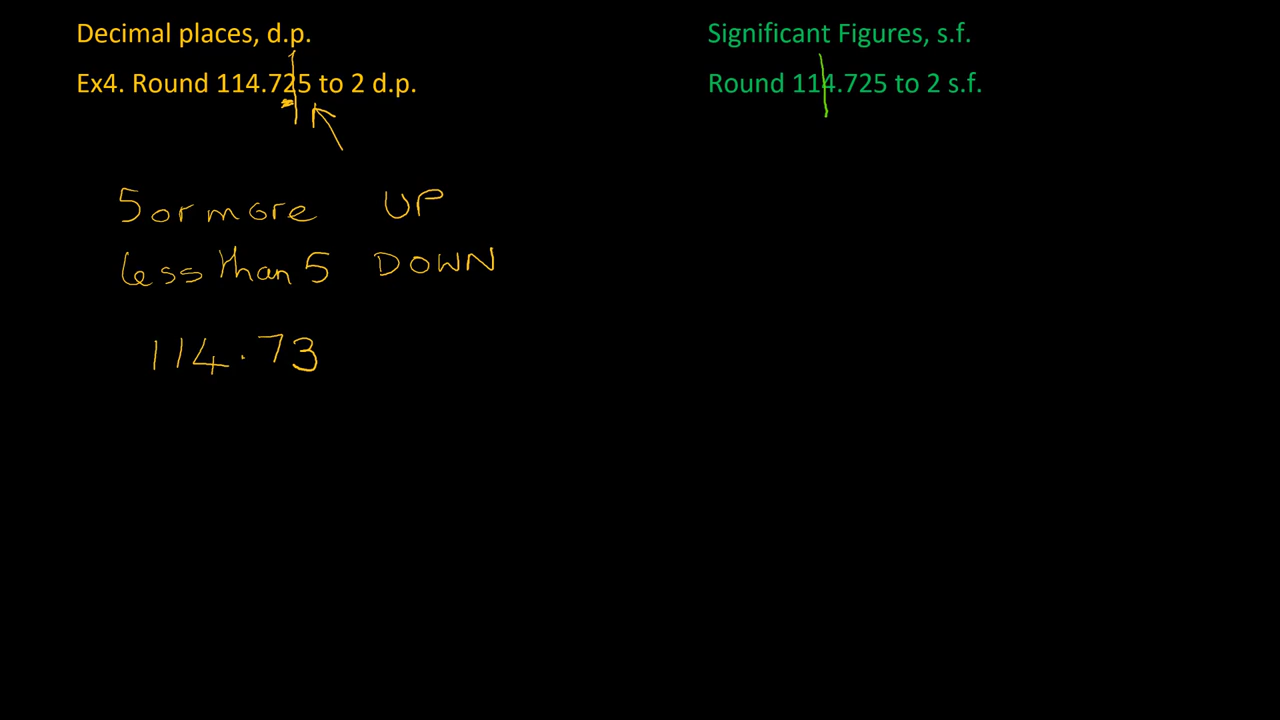 Decimal places, d.p.
Ex4. Round 114.725 to 2 d.p.
5 or more UP
less than 5 DOWN
114.73
Significant Figures, s.f.
Round 114.725 to 2 s.f.